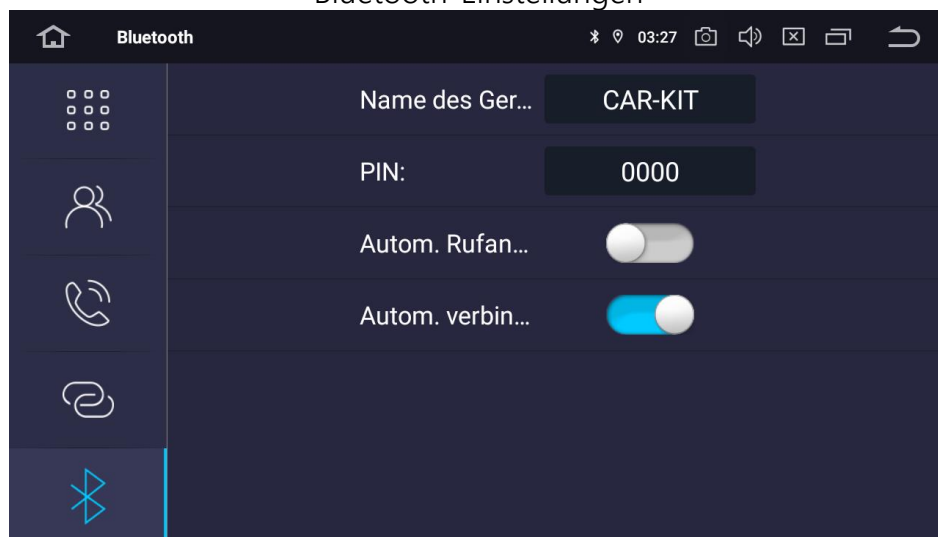 Bluetooth-Einstellungen
Bluetooth 03:27
Name des Ger... CAR-KIT
PIN: 0000
Autom. Rufan...
Autom. verbin...